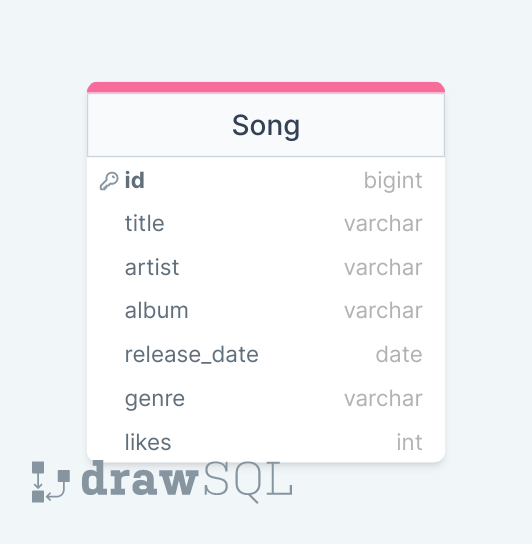 Song
id bigint
title varchar
artist varchar
album varchar
release_date date
genre varchar
likes int
drawSQL